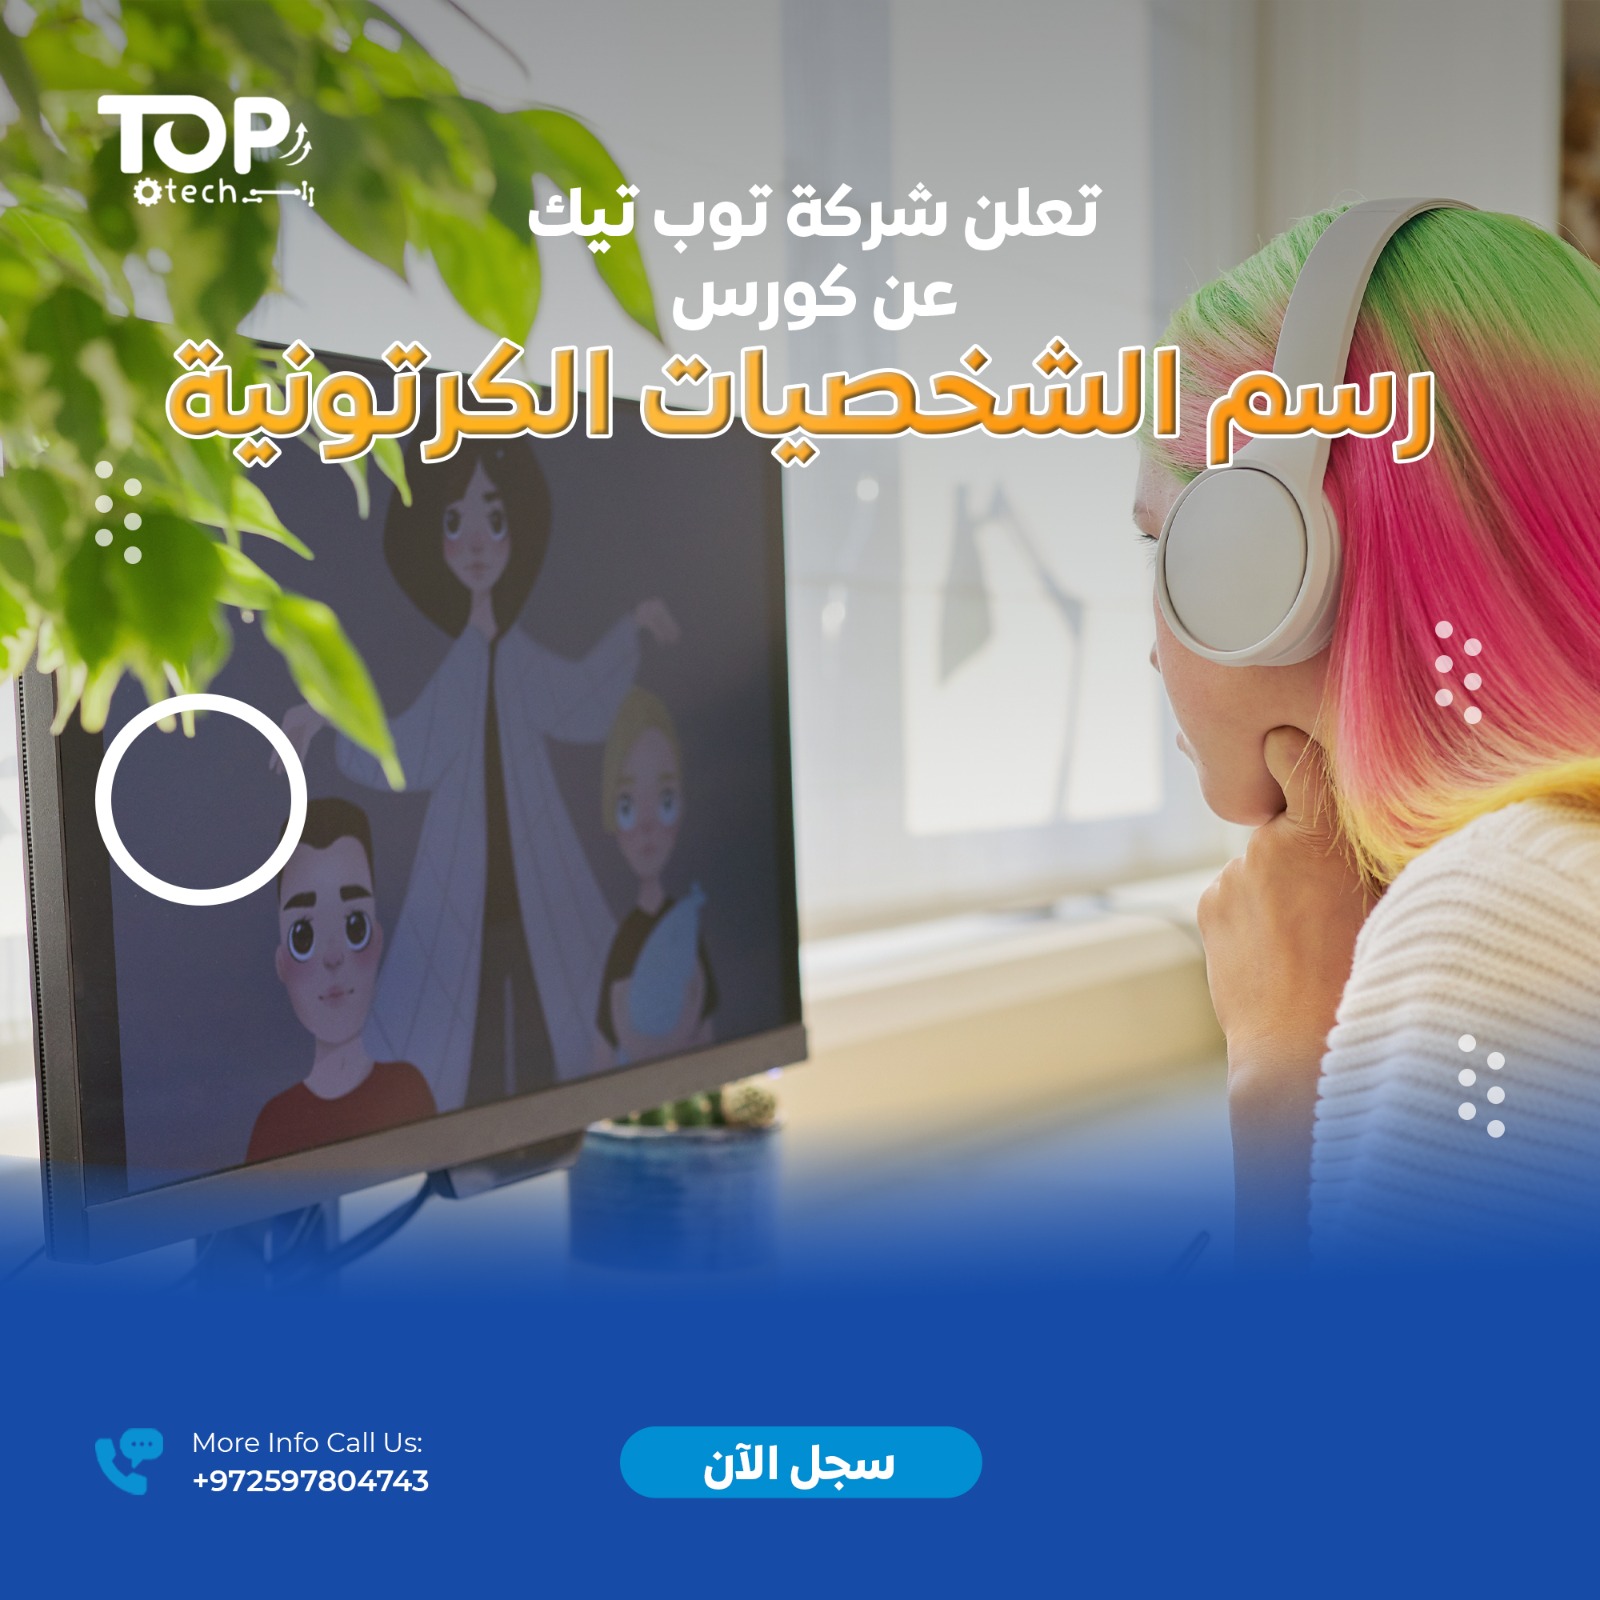 TOP
tech
تعلن شركة توب تيك
عن كورس
رسم الشخصيات الكرتونية
More Info Call Us:
+972597804743
سجل الآن